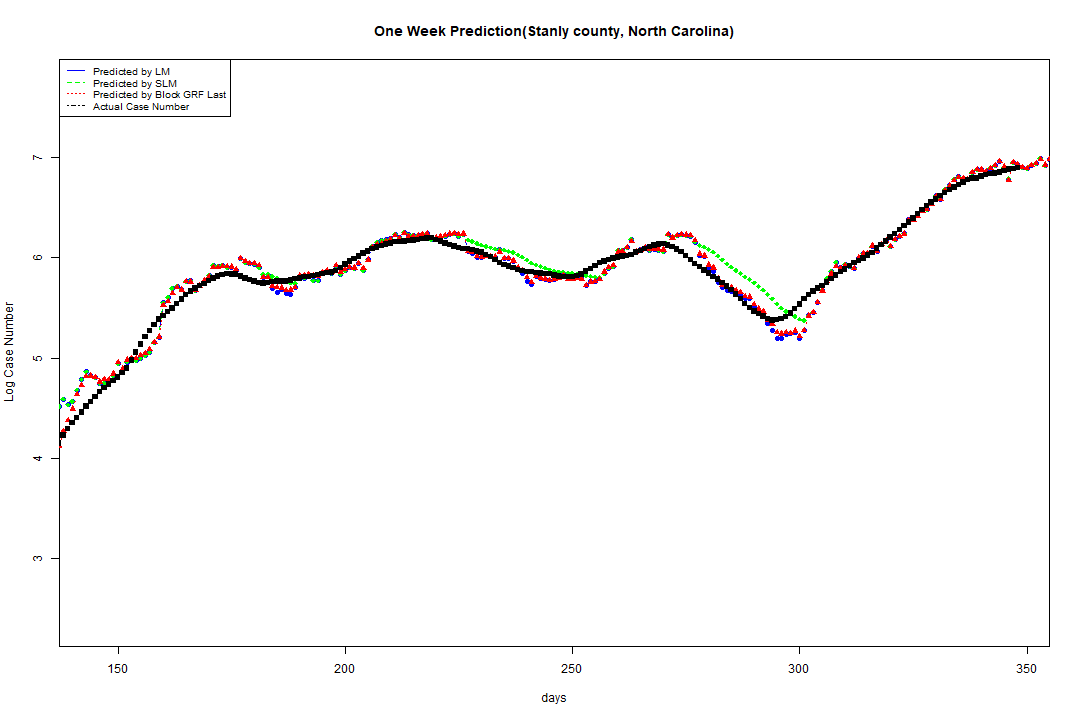 One Week Prediction(Stanly county, North Carolina)
Predicted by LM
Predicted by SLM
Predicted by Block GRF Last
Actual Case Number
7
6
5
4
3
Log Case Number
150 200 250 300 350
days